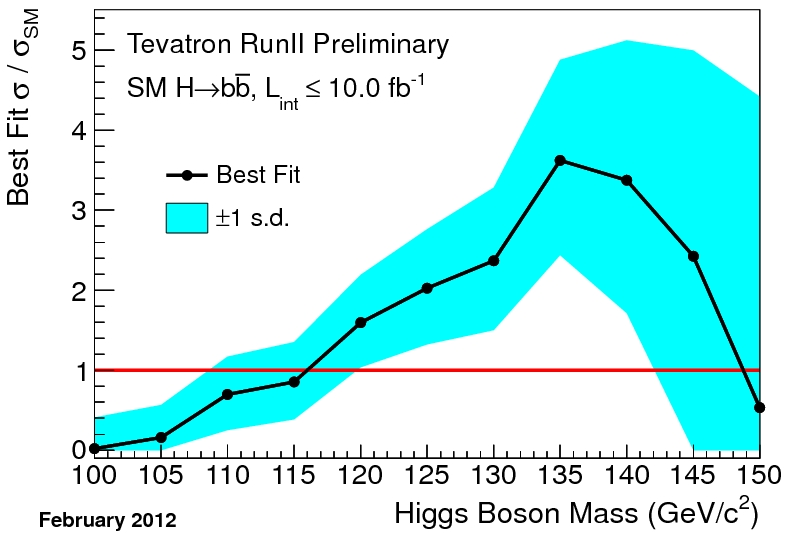 Best Fit σ / σSM
5
4
3
2
1
0
Tevatron RunII Preliminary
SM H→bb̅, Lint ≤ 10.0 fb-1
Best Fit
±1 s.d.
100 105 110 115 120 125 130 135 140 145 150
Higgs Boson Mass (GeV/c2)
February 2012